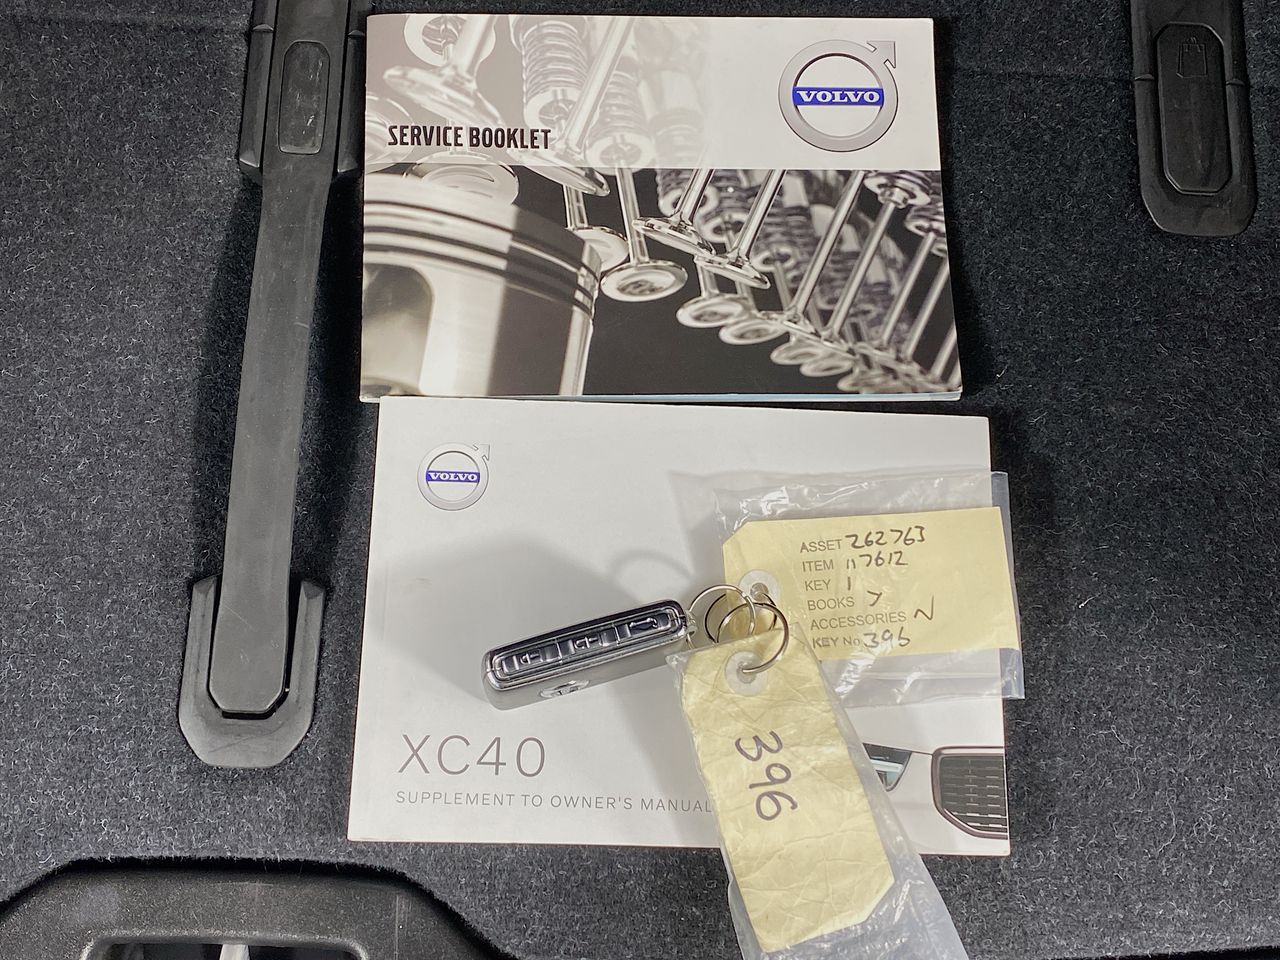 VOLVO
SERVICE BOOKLET
VOLVO
ASSET 262763
ITEM 117612
KEY 1
BOOKS Y
ACCESSORIES N
KEY No 396
396
XC40
SUPPLEMENT TO OWNER'S MANUAL